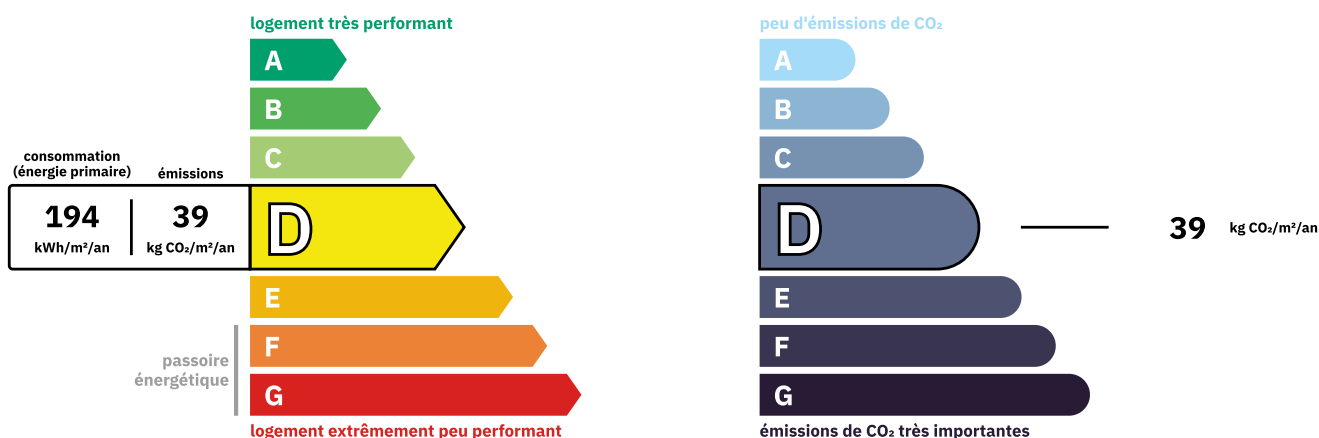 logement très performant
A
B
C
consommation
(énergie primaire)
émissions
194
kWh/m²/an
39
kg CO₂/m²/an
D
E
F
G
passoire
énergétique
logement extrêmement peu performant
peu d'émissions de CO₂
A
B
C
D
39 kg CO₂/m²/an
E
F
G
émissions de CO₂ très importantes